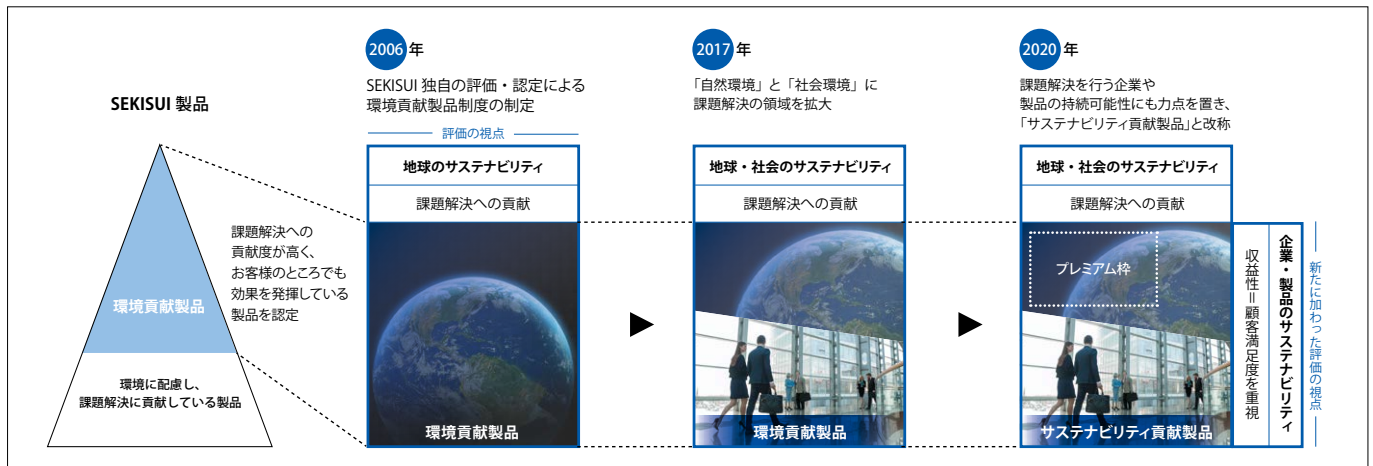 SEKISUI 製品
環境貢献製品
環境に配慮し、
課題解決に貢献している製品
課題解決への
貢献度が高く、
お客様のところでも
効果を発揮している
製品を認定
2006 年
SEKISUI 独自の評価・認定による
環境貢献製品制度の制定
評価の視点
地球のサステナビリティ
課題解決への貢献
環境貢献製品
2017 年
「自然環境」と「社会環境」に
課題解決の領域を拡大
地球・社会のサステナビリティ
課題解決への貢献
環境貢献製品
2020 年
課題解決を行う企業や
製品の持続可能性にも力点を置き、
「サステナビリティ貢献製品」と改称
地球・社会のサステナビリティ
課題解決への貢献
プレミアム枠
サステナビリティ貢献製品
企業・製品のサステナビリティ
収益性＝顧客満足度を重視
新たに加わった評価の視点